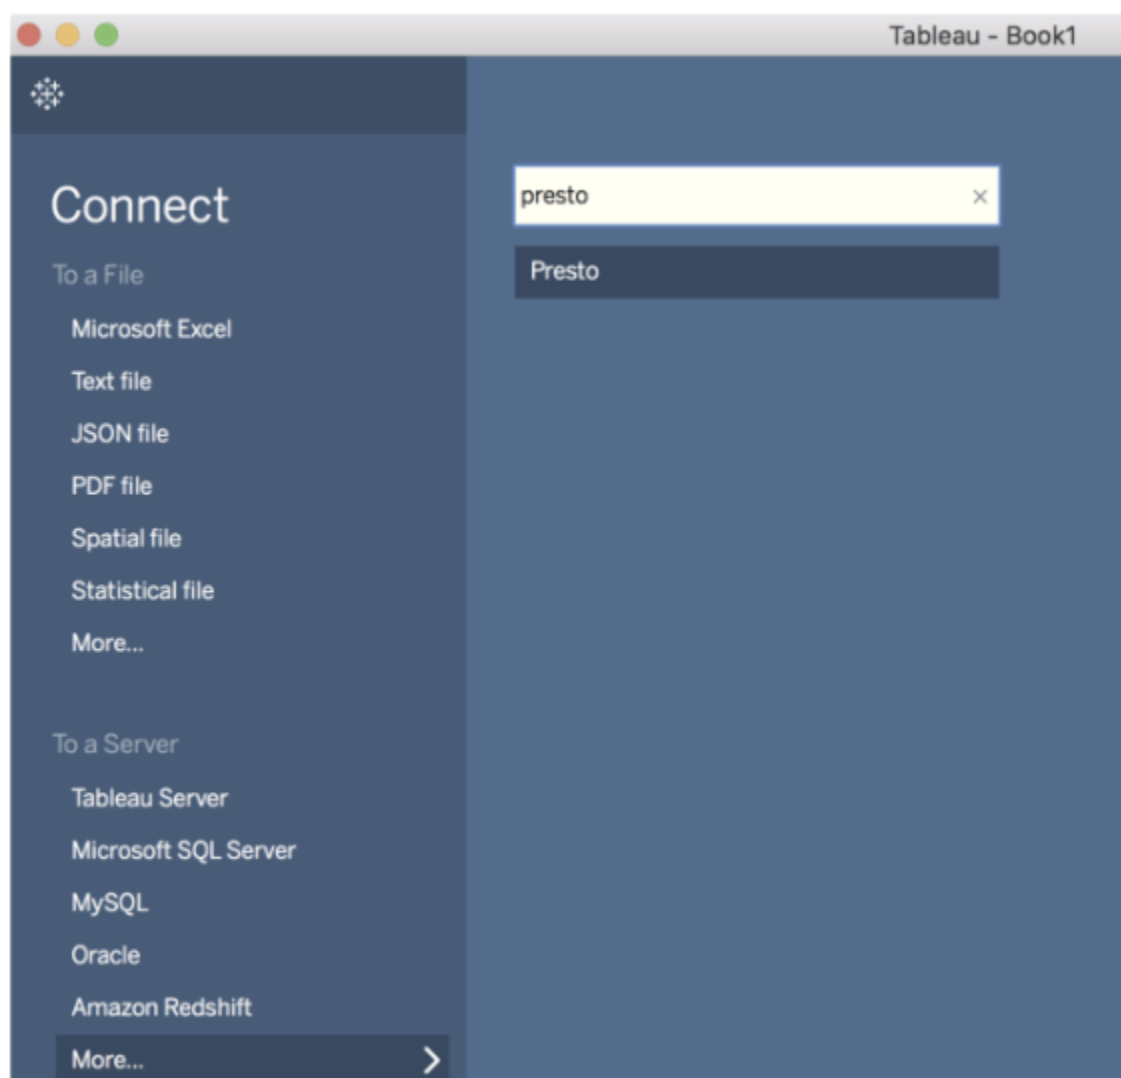 Tableau - Book1
Connect
To a File
Microsoft Excel
Text file
JSON file
PDF file
Spatial file
Statistical file
More...
To a Server
Tableau Server
Microsoft SQL Server
MySQL
Oracle
Amazon Redshift
More...
presto
Presto